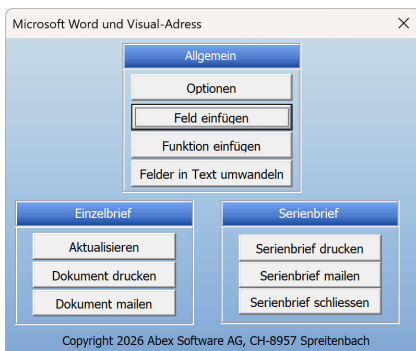 Microsoft Word und Visual-Adress
Allgemein
Optionen
Feld einfügen
Funktion einfügen
Felder in Text umwandeln
Einzelbrief
Aktualisieren
Dokument drucken
Dokument mailen
Serienbrief
Serienbrief drucken
Serienbrief mailen
Serienbrief schliessen
Copyright 2026 Abex Software AG, CH-8957 Spreitenbach